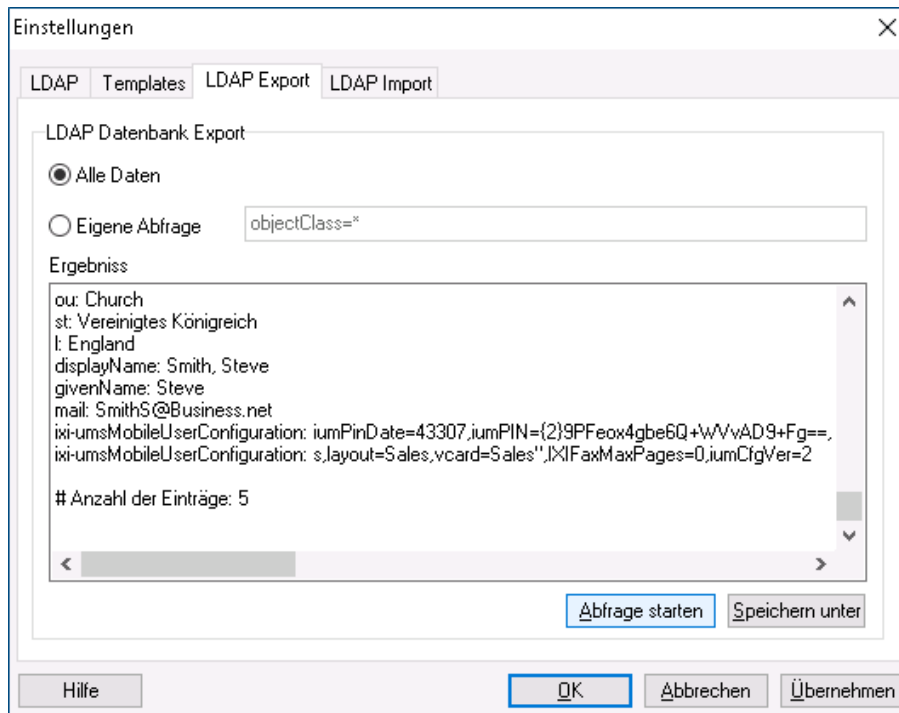 Einstellungen
LDAP Templates LDAP Export LDAP Import
LDAP Datenbank Export
Alle Daten
Eigene Abfrage objectClass=*
Ergebniss
ou: Church
st: Vereinigtes Königreich
l: England
displayName: Smith, Steve
givenName: Steve
mail: SmithS@Business.net
ixi-umsMobileUserConfiguration: iumPinDate=43307,iumPIN={2}9PFeox4gbe6Q+WVvAD9+Fg==,
ixi-umsMobileUserConfiguration: s,layout=Sales,vcard=Sales",IXIFaxMaxPages=0,iumCfgVer=2
# Anzahl der Einträge: 5
Abfrage starten Speichern unter
Hilfe OK Abbrechen Übernehmen